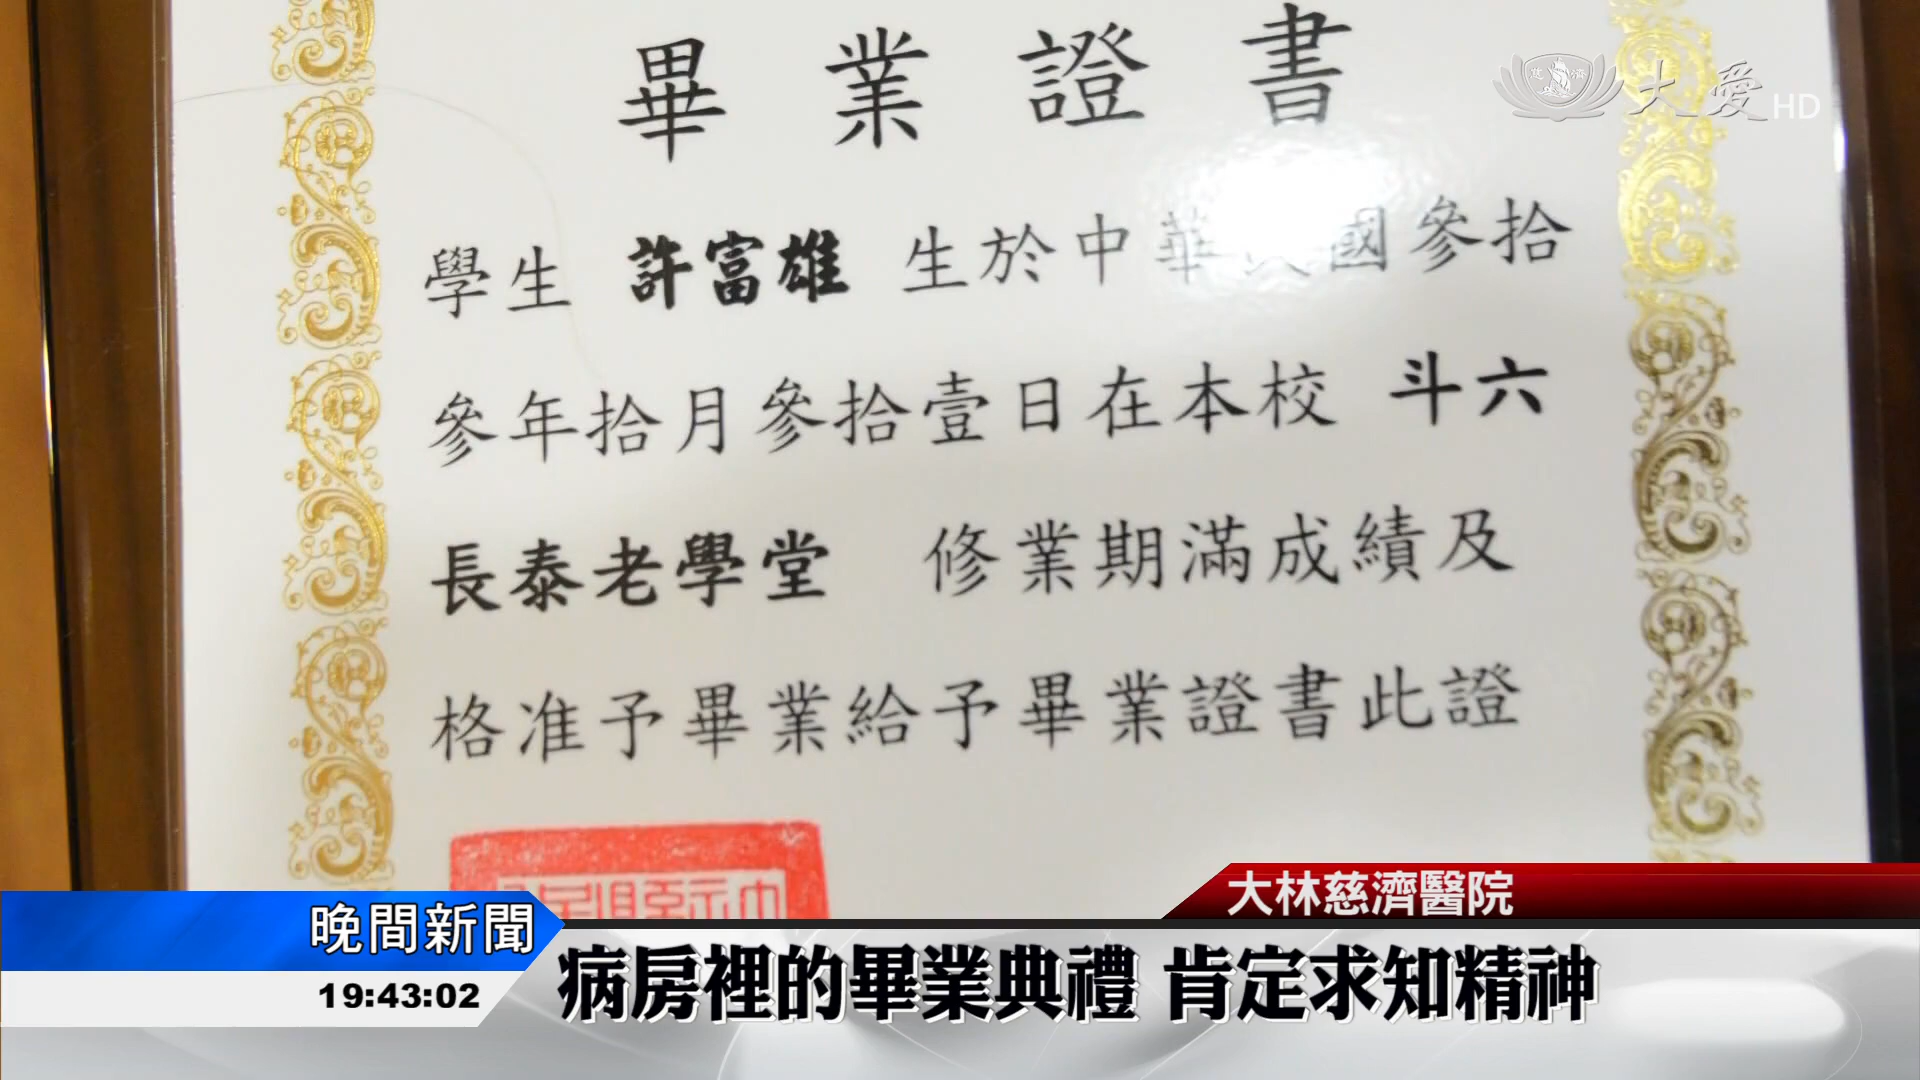 畢業證書
大愛HD
學生 許富雄 生於中華民國參拾
參年拾月參拾壹日在本校 斗六
長泰老學堂 修業期滿成績及
格准予畢業給予畢業證書此證
大林慈濟醫院
晚間新聞
病房裡的畢業典禮 肯定求知精神
19:43:02